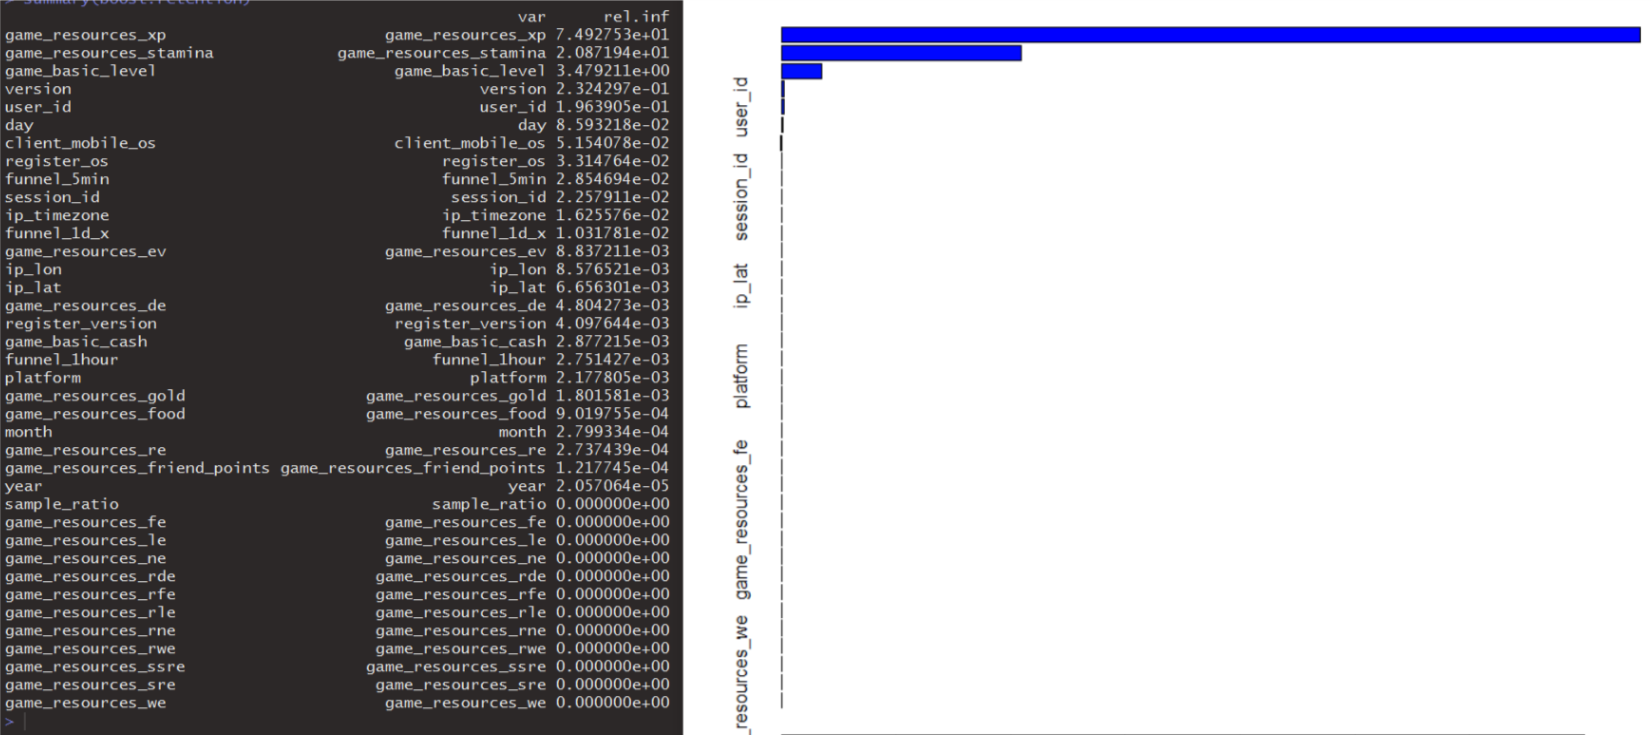 > summary(boost.retention)
var rel.inf
game_resources_xp game_resources_xp 7.492753e+01
game_resources_stamina game_resources_stamina 2.087194e+01
game_basic_level game_basic_level 3.479211e+00
version version 2.324297e-01
user_id user_id 1.963905e-01
day day 8.593218e-02
client_mobile_os client_mobile_os 5.154078e-02
register_os register_os 3.314764e-02
funnel_5min funnel_5min 2.854694e-02
session_id session_id 2.257911e-02
ip_timezone ip_timezone 1.625576e-02
funnel_1d_x funnel_1d_x 1.031781e-02
game_resources_ev game_resources_ev 8.837211e-03
ip_lon ip_lon 8.576521e-03
ip_lat ip_lat 6.656301e-03
game_resources_de game_resources_de 4.804273e-03
register_version register_version 4.097644e-03
game_basic_cash game_basic_cash 2.877215e-03
funnel_1hour funnel_1hour 2.751427e-03
platform platform 2.177805e-03
game_resources_gold game_resources_gold 1.801581e-03
game_resources_food game_resources_food 9.019755e-04
month month 2.799334e-04
game_resources_re game_resources_re 2.737439e-04
game_resources_friend_points game_resources_friend_points 1.217745e-04
year year 2.057064e-05
sample_ratio sample_ratio 0.000000e+00
game_resources_fe game_resources_fe 0.000000e+00
game_resources_le game_resources_le 0.000000e+00
game_resources_ne game_resources_ne 0.000000e+00
game_resources_rde game_resources_rde 0.000000e+00
game_resources_rfe game_resources_rfe 0.000000e+00
game_resources_rle game_resources_rle 0.000000e+00
game_resources_rne game_resources_rne 0.000000e+00
game_resources_rwe game_resources_rwe 0.000000e+00
game_resources_ssre game_resources_ssre 0.000000e+00
game_resources_sre game_resources_sre 0.000000e+00
game_resources_we game_resources_we 0.000000e+00
>
user_id
session_id
ip_lat
platform
game_resources_fe
_resources_we